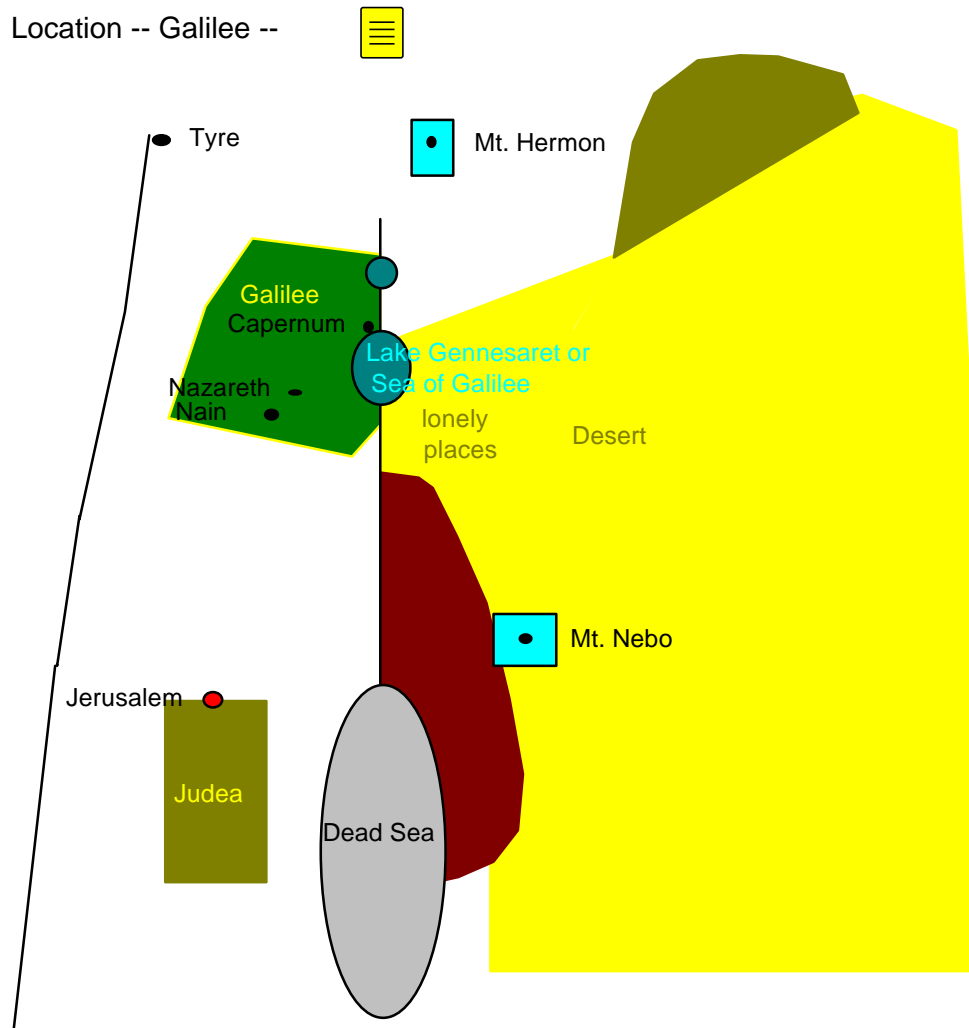 Location -- Galilee --
Tyre
Mt. Hermon
Galilee
Capernum
Lake Gennesaret or
Sea of Galilee
Nazareth
Nain
lonely
places
Desert
Mt. Nebo
Jerusalem
Judea
Dead Sea